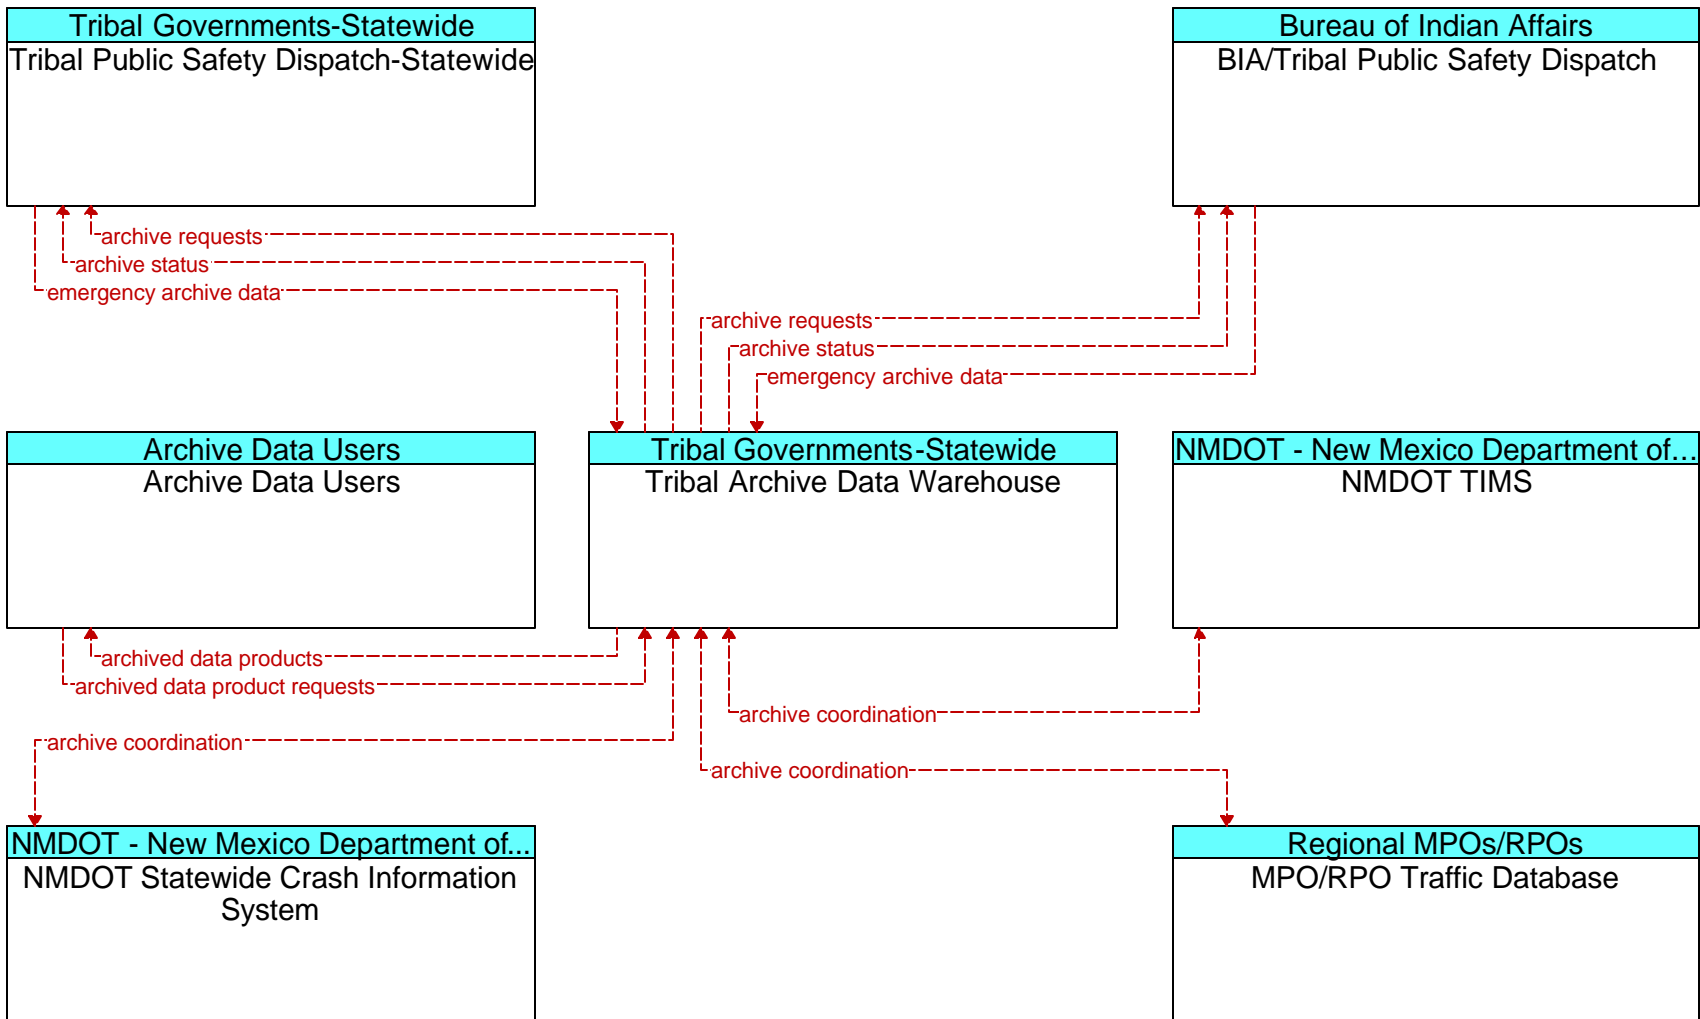 Tribal Governments-Statewide
Tribal Public Safety Dispatch-Statewide
Bureau of Indian Affairs
BIA/Tribal Public Safety Dispatch
archive requests
archive status
emergency archive data
archive requests
archive status
emergency archive data
Archive Data Users
Archive Data Users
Tribal Governments-Statewide
Tribal Archive Data Warehouse
NMDOT - New Mexico Department of...
NMDOT TIMS
archived data products
archived data product requests
archive coordination
archive coordination
archive coordination
NMDOT - New Mexico Department of...
NMDOT Statewide Crash Information
System
Regional MPOs/RPOs
MPO/RPO Traffic Database